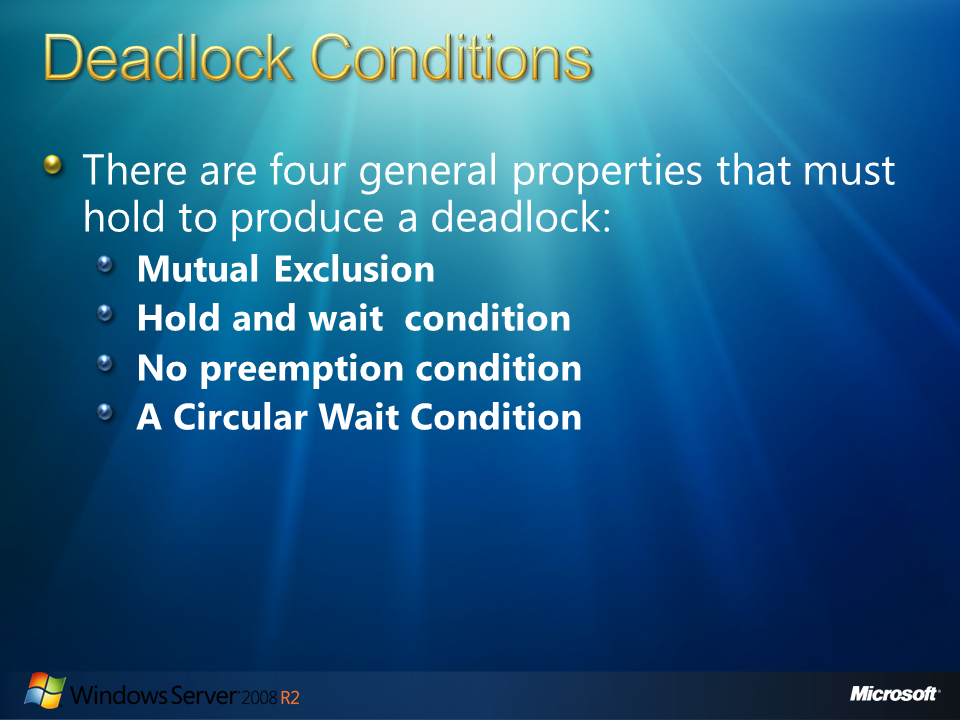 Deadlock Conditions
There are four general properties that must
hold to produce a deadlock:
Mutual Exclusion
Hold and wait  condition
No preemption condition
A Circular Wait Condition
Windows Server 2008 R2
Microsoft